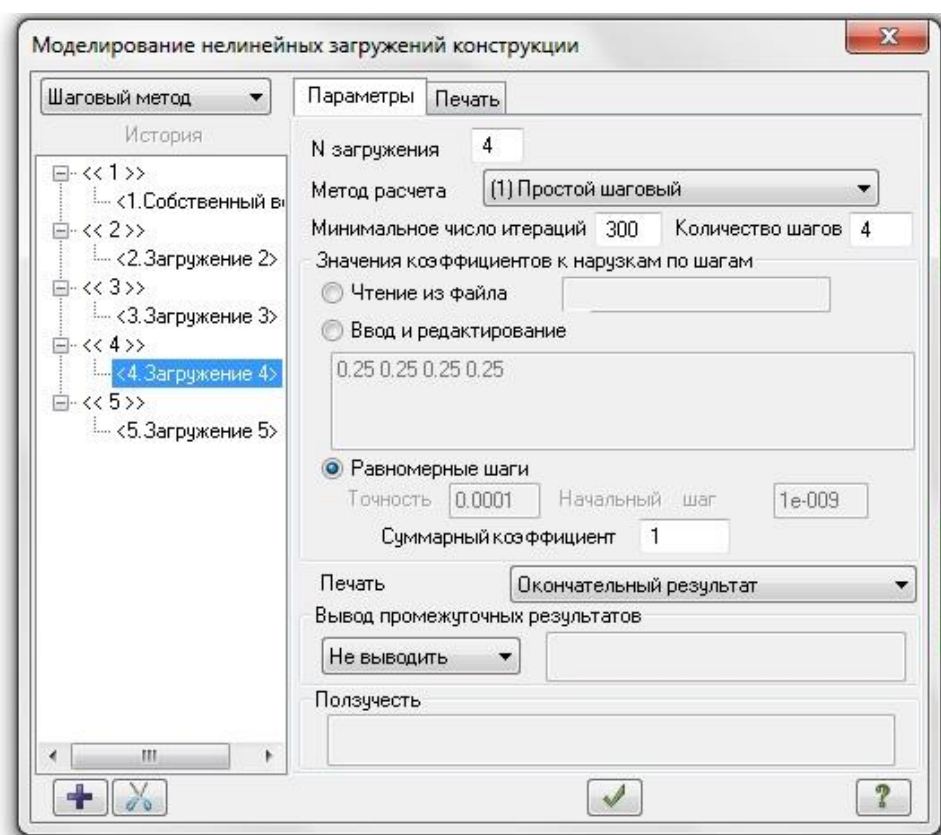 Моделирование нелинейных загружений конструкции
Шаговый метод
История
<< 1 >>
<1.Собственный в
<< 2 >>
<2.Загружение 2>
<< 3 >>
<3.Загружение 3>
<< 4 >>
<4.Загружение 4>
<< 5 >>
<5.Загружение 5>
Параметры Печать
N загружения 4
Метод расчета (1) Простой шаговый
Минимальное число итераций 300 Количество шагов 4
Значения коэффициентов к нарузкам по шагам
Чтение из файла
Ввод и редактирование
0.25 0.25 0.25 0.25
Равномерные шаги
Точность 0.0001 Начальный шаг 1e-009
Суммарный коэффициент 1
Печать Окончательный результат
Вывод промежуточных результатов
Не выводить
Ползучесть
?